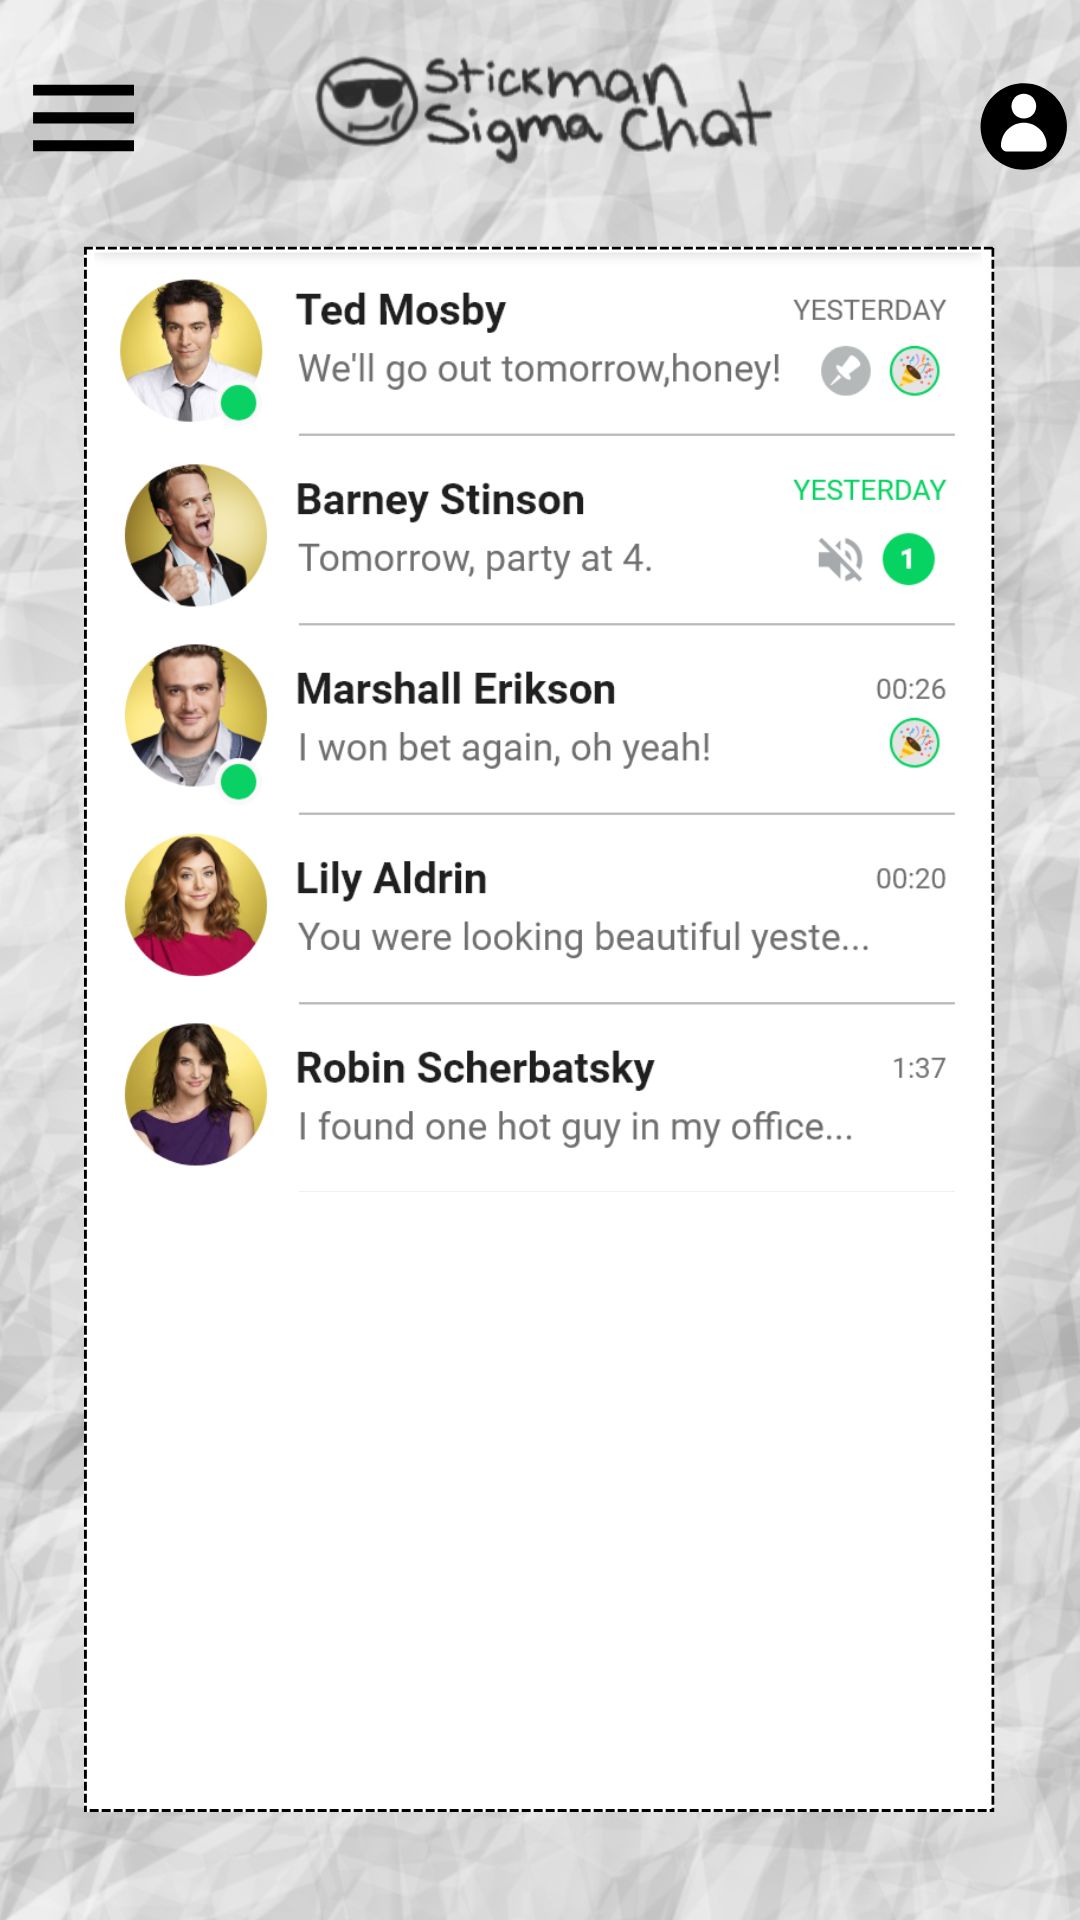 Stickman
Sigma Chat
Ted Mosby
YESTERDAY
We'll go out tomorrow,honey!
Barney Stinson
YESTERDAY
Tomorrow, party at 4.
1
Marshall Erikson
00:26
I won bet again, oh yeah!
Lily Aldrin
00:20
You were looking beautiful yeste...
Robin Scherbatsky
1:37
I found one hot guy in my office...